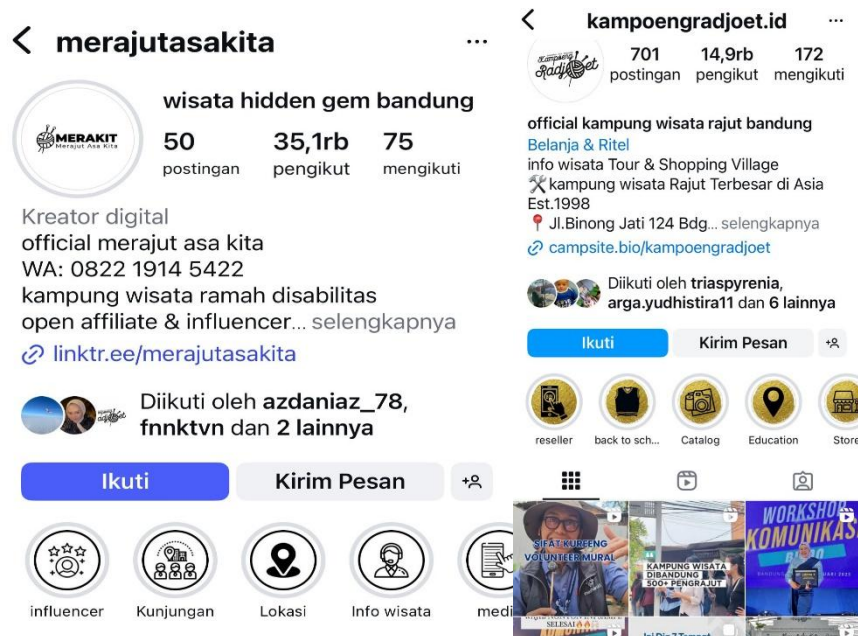 merajutasakita
MERAKIT
Merajut Asa Kita
wisata hidden gem bandung
50
35,1rb
75
postingan
pengikut
mengikuti
Kreator digital
official merajut asa kita
WA: 0822 1914 5422
kampung wisata ramah disabilitas
open affiliate & influencer... selengkapnya
linktr.ee/merajutasakita
Diikuti oleh azdaniaz_78,
fnnktvn dan 2 lainnya
Ikuti
Kirim Pesan
influencer
Kunjungan
Lokasi
Info wisata
medi
kampoengradjoet.id
Kampoeng
Radjoet
701
14,9rb
172
postingan
pengikut
mengikuti
official kampung wisata rajut bandung
Belanja & Ritel
info wisata Tour & Shopping Village
kampung wisata Rajut Terbesar di Asia
Est.1998
Jl.Binong Jati 124 Bdg... selengkapnya
campsite.bio/kampoengradjoet
Diikuti oleh triaspyrenia,
arga.yudhistira11 dan 6 lainnya
Ikuti
Kirim Pesan
reseller
back to sch...
Catalog
Education
Store
SIFAT KUREENG
VOLUNTEER MURAL
KAMPUNG WISATA
DIBANDUNG
500+ PENGRAJUT
WORKSHOP
KOMUNIKASI
SELESAI